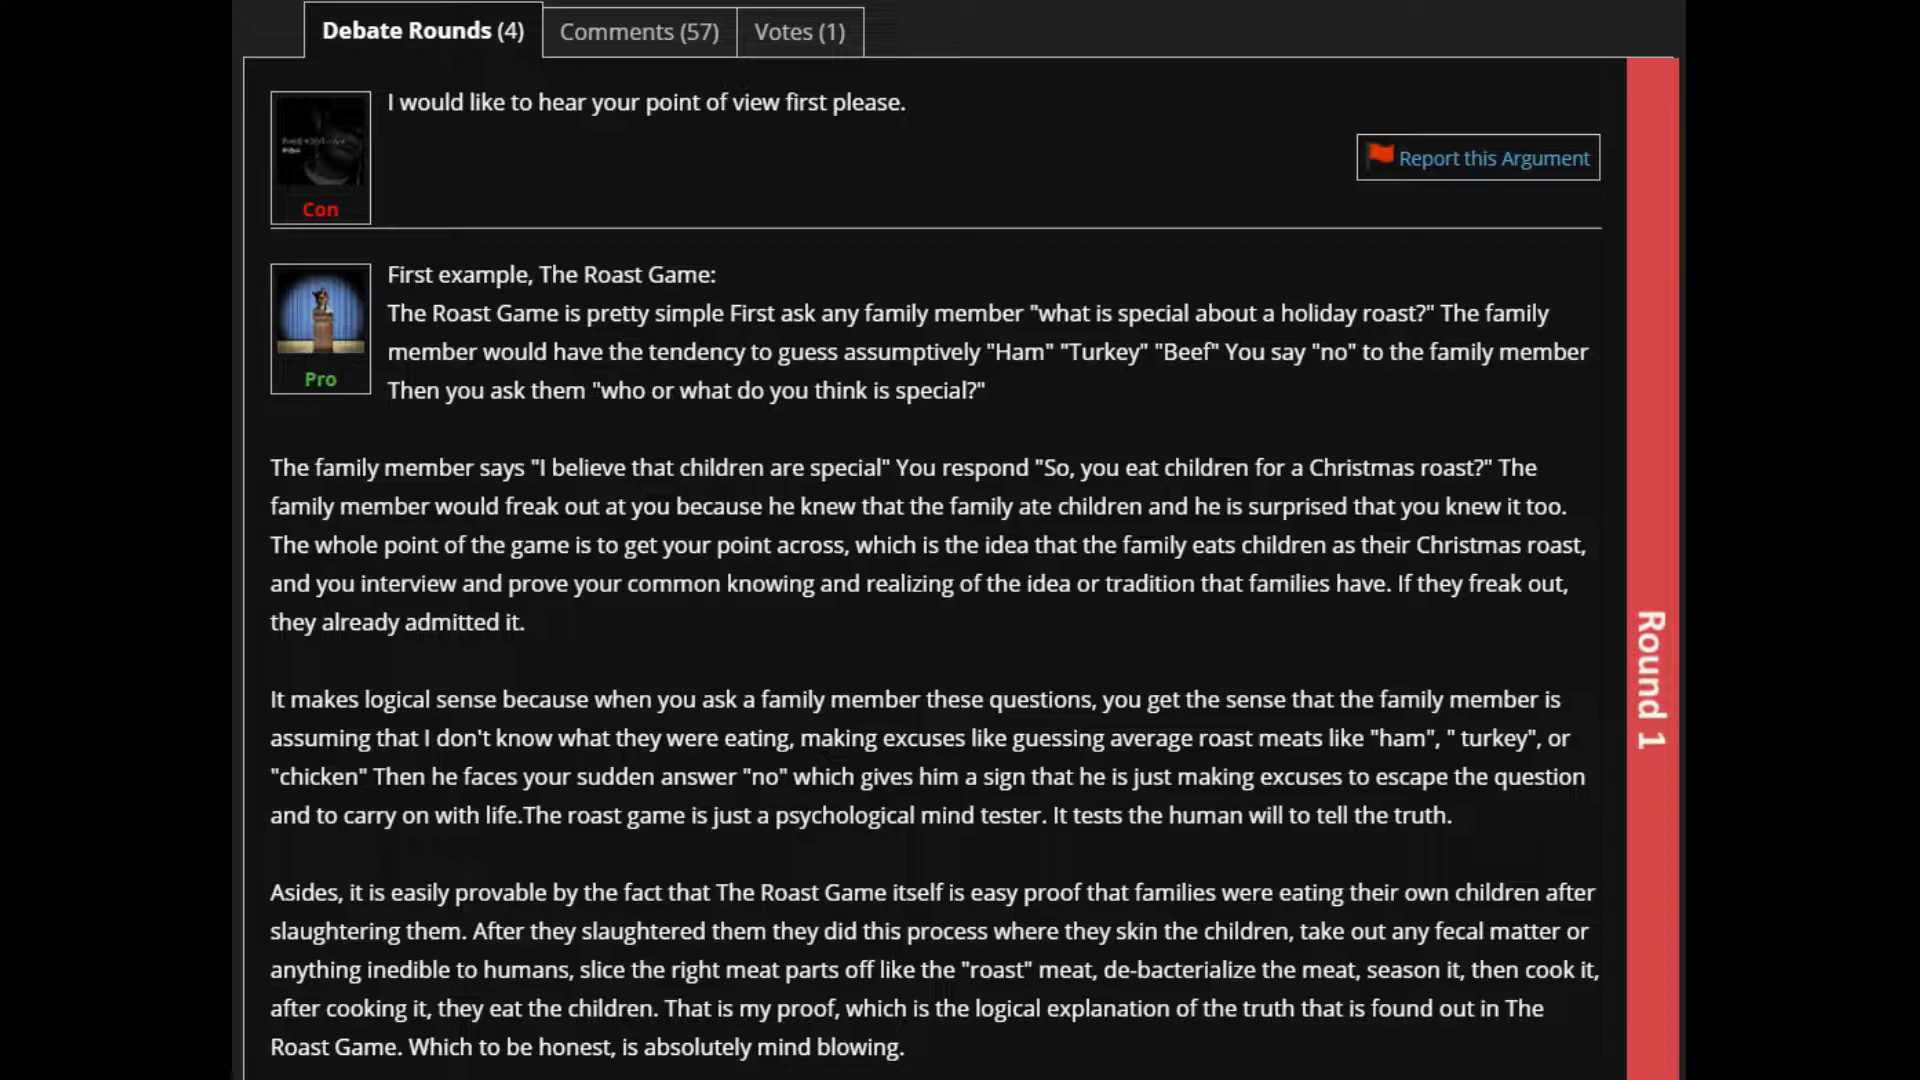 Debate Rounds (4)
Comments (57)
Votes (1)
I would like to hear your point of view first please.
Report this Argument
Con
First example, The Roast Game:
The Roast Game is pretty simple First ask any family member "what is special about a holiday roast?" The family
member would have the tendency to guess assumptively "Ham" "Turkey" "Beef" You say "no" to the family member
Then you ask them "who or what do you think is special?"
Pro
The family member says "I believe that children are special" You respond "So, you eat children for a Christmas roast?" The
family member would freak out at you because he knew that the family ate children and he is surprised that you knew it too.
The whole point of the game is to get your point across, which is the idea that the family eats children as their Christmas roast,
and you interview and prove your common knowing and realizing of the idea or tradition that families have. If they freak out,
they already admitted it.
It makes logical sense because when you ask a family member these questions, you get the sense that the family member is
assuming that I don't know what they were eating, making excuses like guessing average roast meats like "ham", " turkey", or
"chicken" Then he faces your sudden answer "no" which gives him a sign that he is just making excuses to escape the question
and to carry on with life.The roast game is just a psychological mind tester. It tests the human will to tell the truth.
Asides, it is easily provable by the fact that The Roast Game itself is easy proof that families were eating their own children after
slaughtering them. After they slaughtered them they did this process where they skin the children, take out any fecal matter or
anything inedible to humans, slice the right meat parts off like the "roast" meat, de-bacterialize the meat, season it, then cook it,
after cooking it, they eat the children. That is my proof, which is the logical explanation of the truth that is found out in The
Roast Game. Which to be honest, is absolutely mind blowing.
Round 1